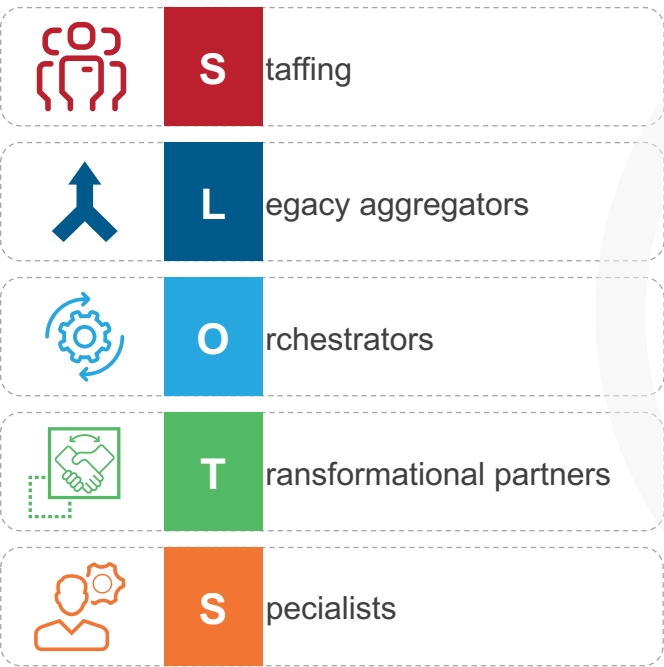 Staffing
Legacy aggregators
Orchestrators
Transformational partners
Specialists